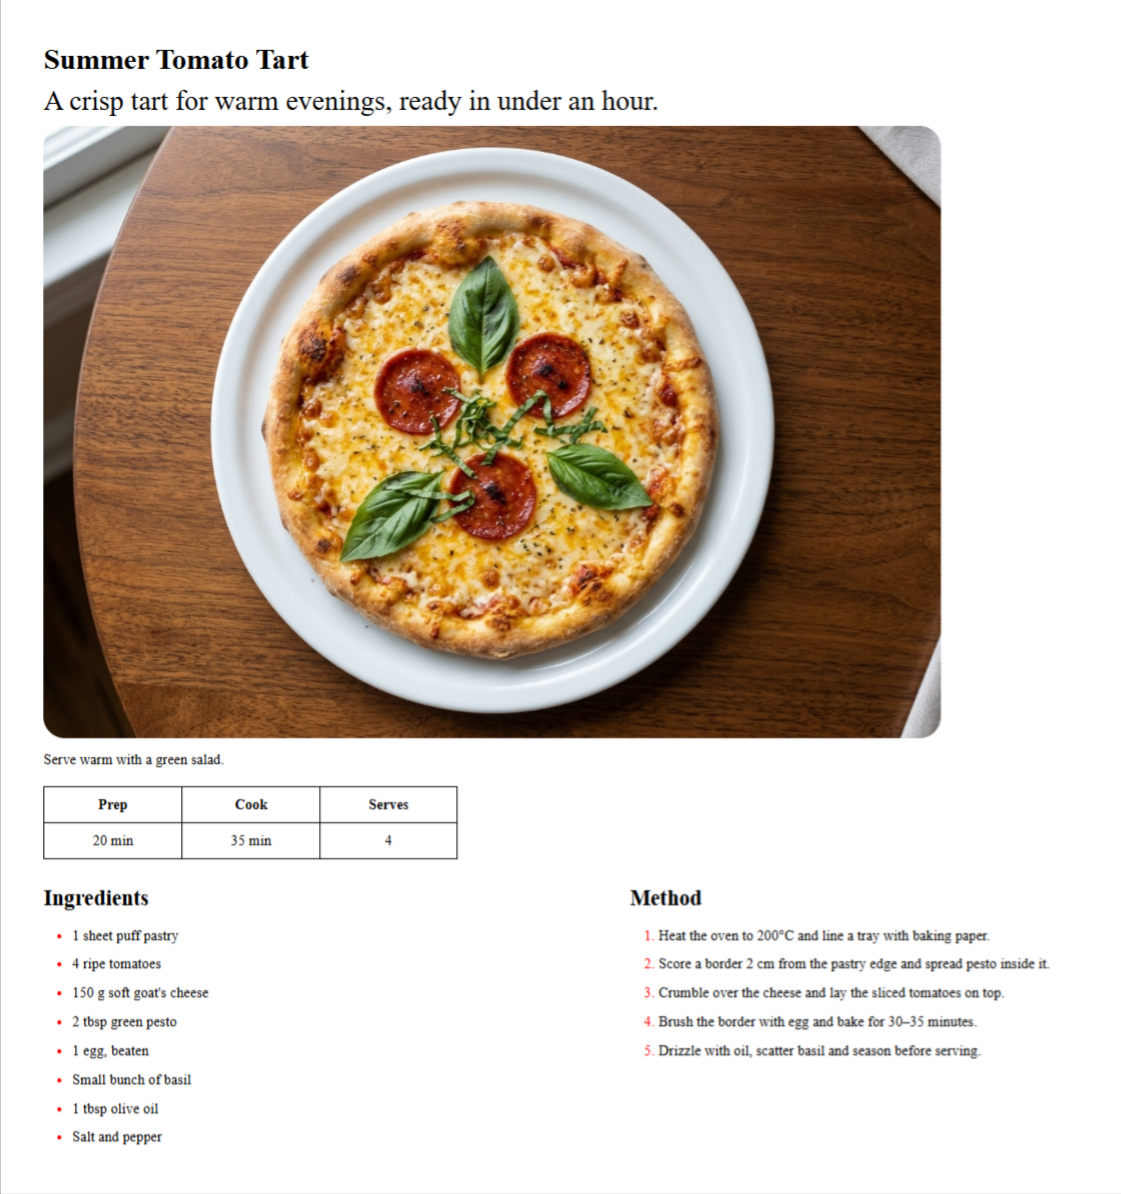 Summer Tomato Tart
A crisp tart for warm evenings, ready in under an hour.
Serve warm with a green salad.
Prep Cook Serves
20 min 35 min 4
Ingredients
• 1 sheet puff pastry
• 4 ripe tomatoes
• 150 g soft goat's cheese
• 2 tbsp green pesto
• 1 egg, beaten
• Small bunch of basil
• 1 tbsp olive oil
• Salt and pepper
Method
1. Heat the oven to 200°C and line a tray with baking paper.
2. Score a border 2 cm from the pastry edge and spread pesto inside it.
3. Crumble over the cheese and lay the sliced tomatoes on top.
4. Brush the border with egg and bake for 30–35 minutes.
5. Drizzle with oil, scatter basil and season before serving.